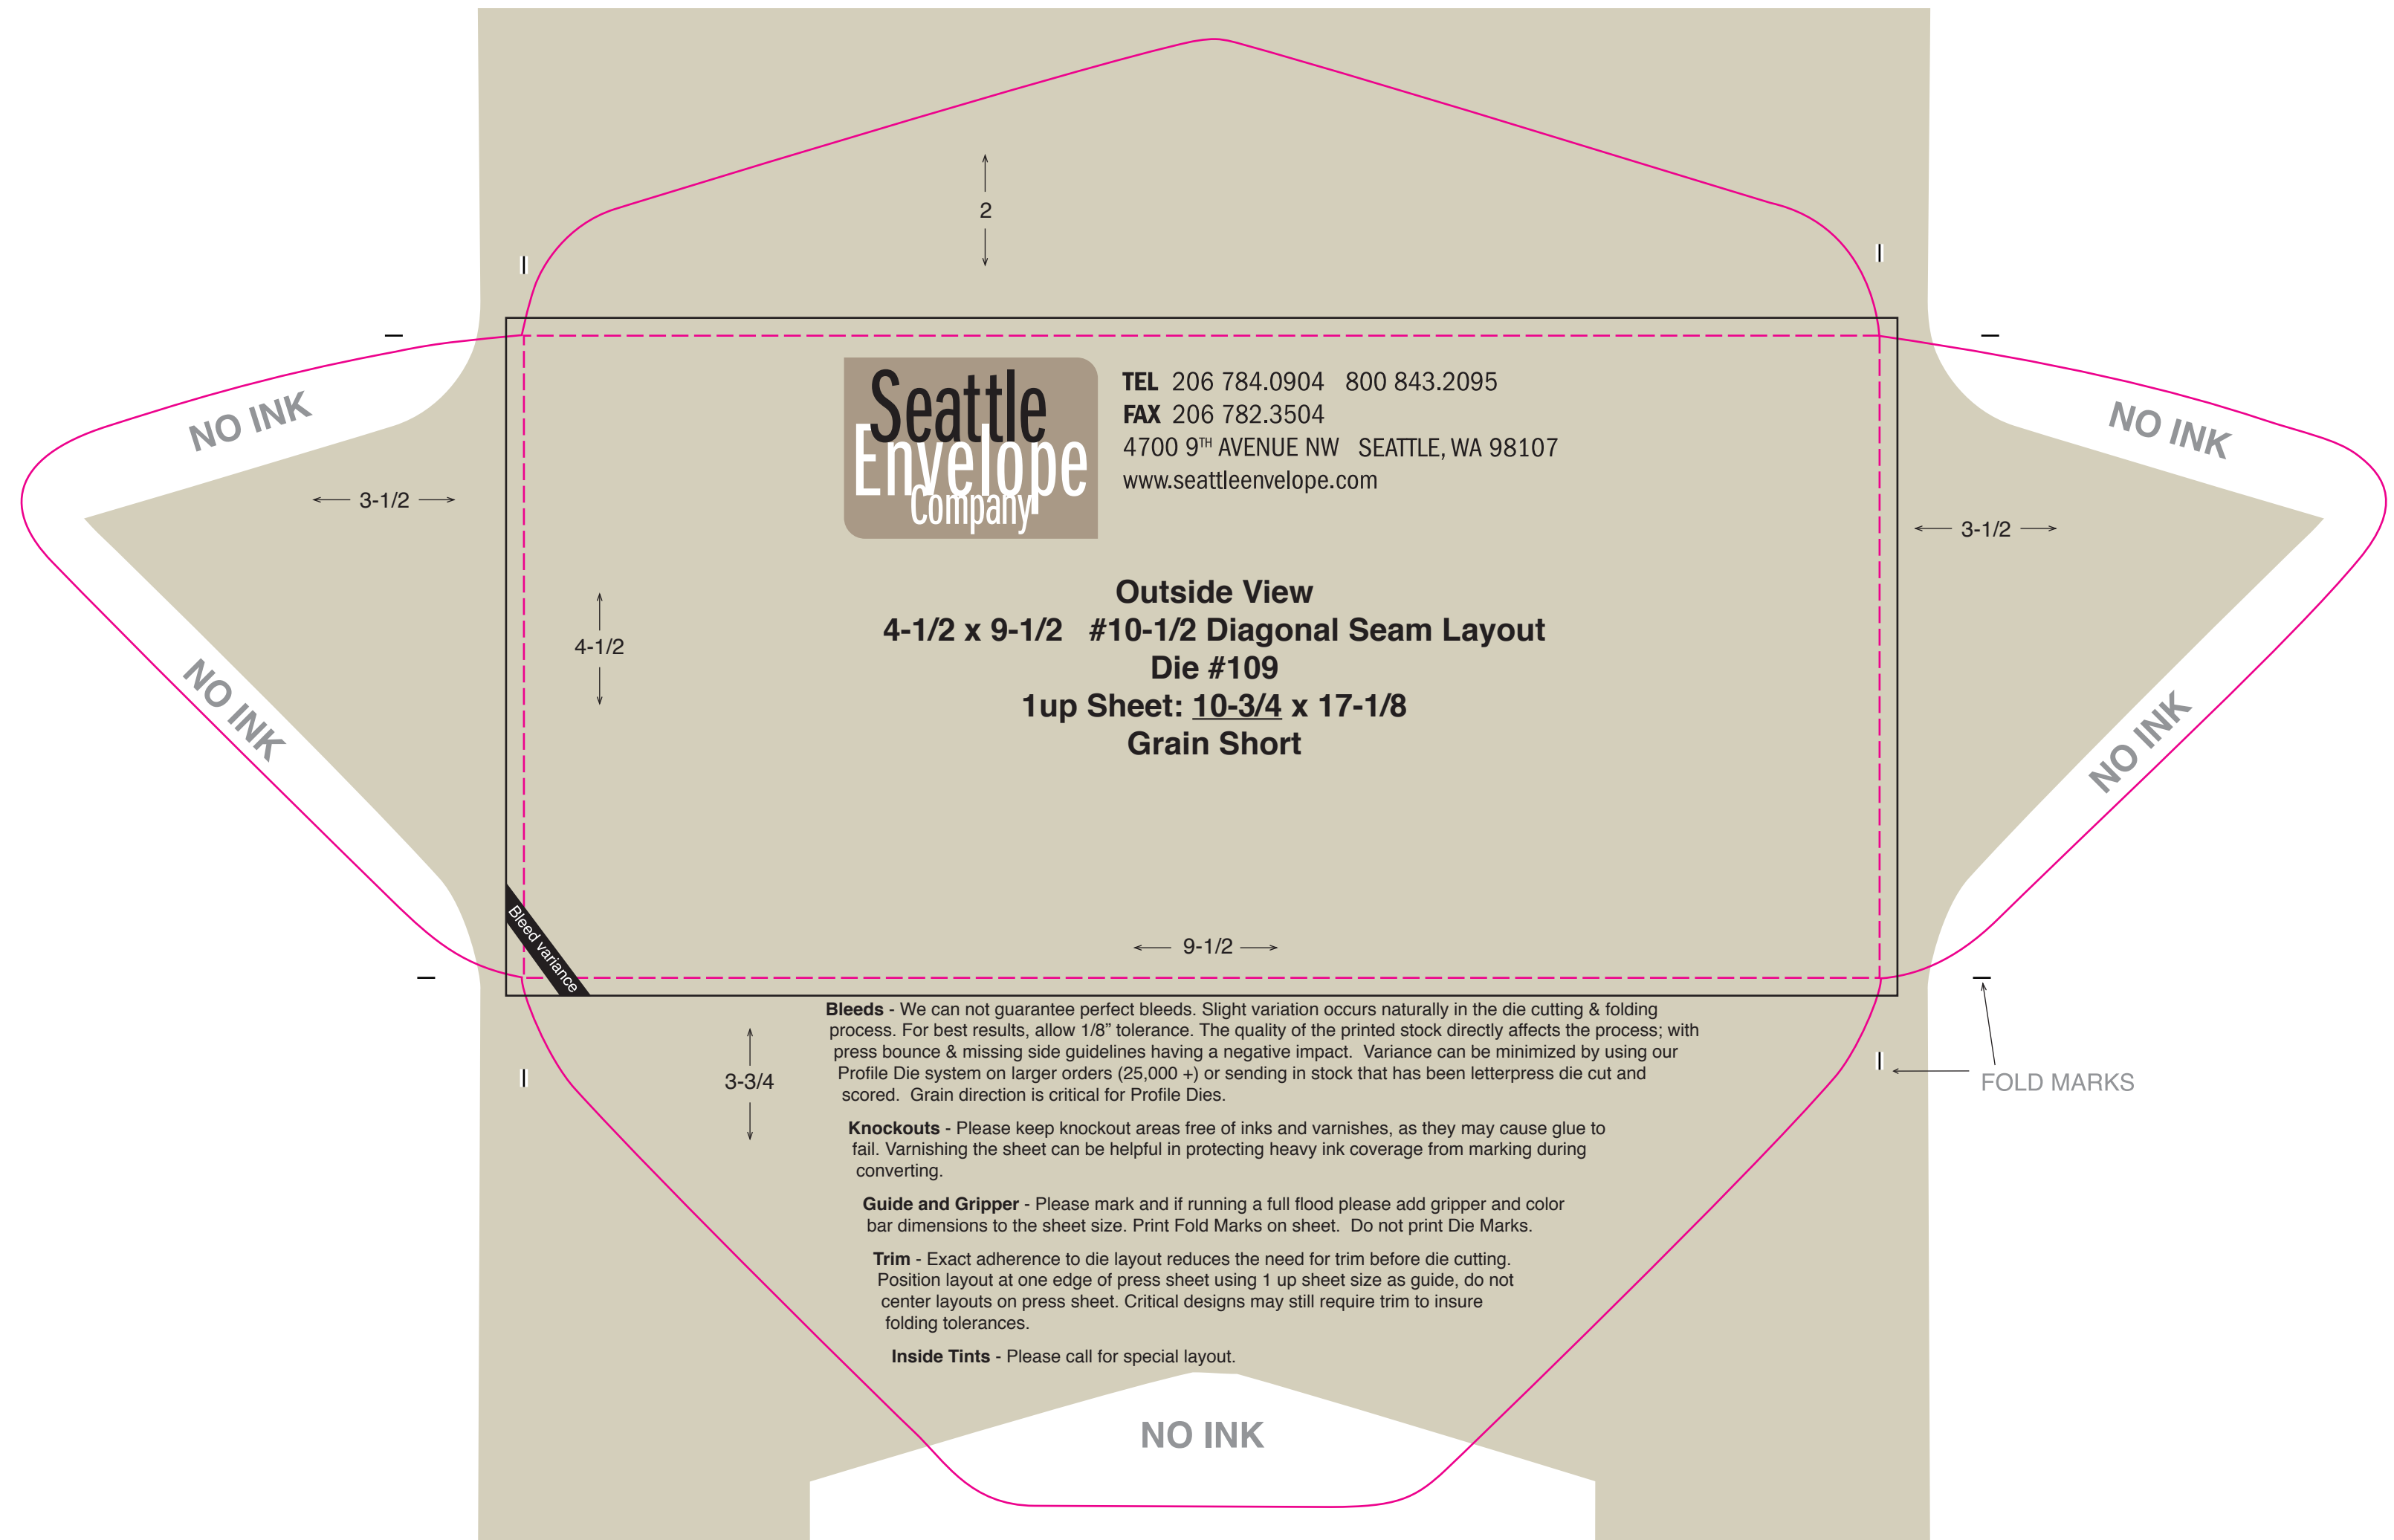 2
NO INK
NO INK
Seattle
Envelope
Company
TEL 206 784.0904 800 843.2095
FAX 206 782.3504
4700 9TH AVENUE NW SEATTLE, WA 98107
www.seattleenvelope.com
3-1/2
3-1/2
Outside View
4-1/2 x 9-1/2 #10-1/2 Diagonal Seam Layout
Die #109
1up Sheet: 10-3/4 x 17-1/8
Grain Short
4-1/2
NO INK
NO INK
Bleed variance
9-1/2
Bleeds - We can not guarantee perfect bleeds. Slight variation occurs naturally in the die cutting & folding
process. For best results, allow 1/8” tolerance. The quality of the printed stock directly affects the process; with
press bounce & missing side guidelines having a negative impact. Variance can be minimized by using our
Profile Die system on larger orders (25,000 +) or sending in stock that has been letterpress die cut and
scored. Grain direction is critical for Profile Dies.
3-3/4
FOLD MARKS
Knockouts - Please keep knockout areas free of inks and varnishes, as they may cause glue to
fail. Varnishing the sheet can be helpful in protecting heavy ink coverage from marking during
converting.
Guide and Gripper - Please mark and if running a full flood please add gripper and color
bar dimensions to the sheet size. Print Fold Marks on sheet. Do not print Die Marks.
Trim - Exact adherence to die layout reduces the need for trim before die cutting.
Position layout at one edge of press sheet using 1 up sheet size as guide, do not
center layouts on press sheet. Critical designs may still require trim to insure
folding tolerances.
Inside Tints - Please call for special layout.
NO INK